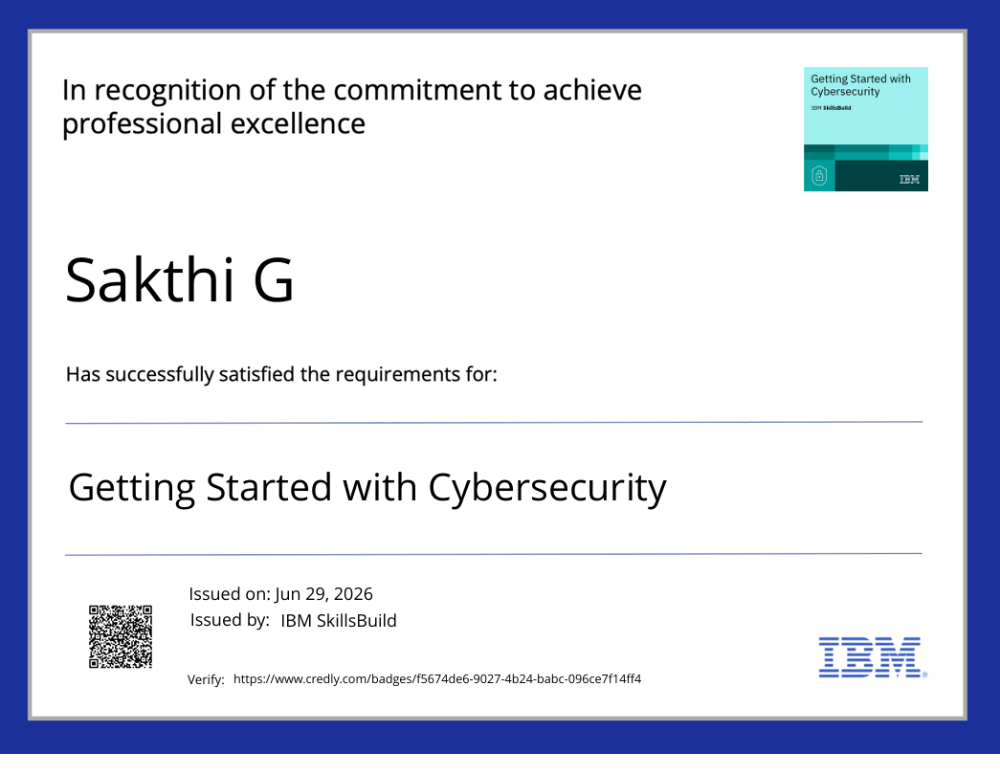 In recognition of the commitment to achieve
professional excellence
Getting Started with
Cybersecurity
IBM SkillsBuild
IBM
Sakthi G
Has successfully satisfied the requirements for:
Getting Started with Cybersecurity
Issued on: Jun 29, 2026
Issued by: IBM SkillsBuild
Verify: https://www.credly.com/badges/f5674de6-9027-4b24-babc-096ce7f14ff4
IBM®